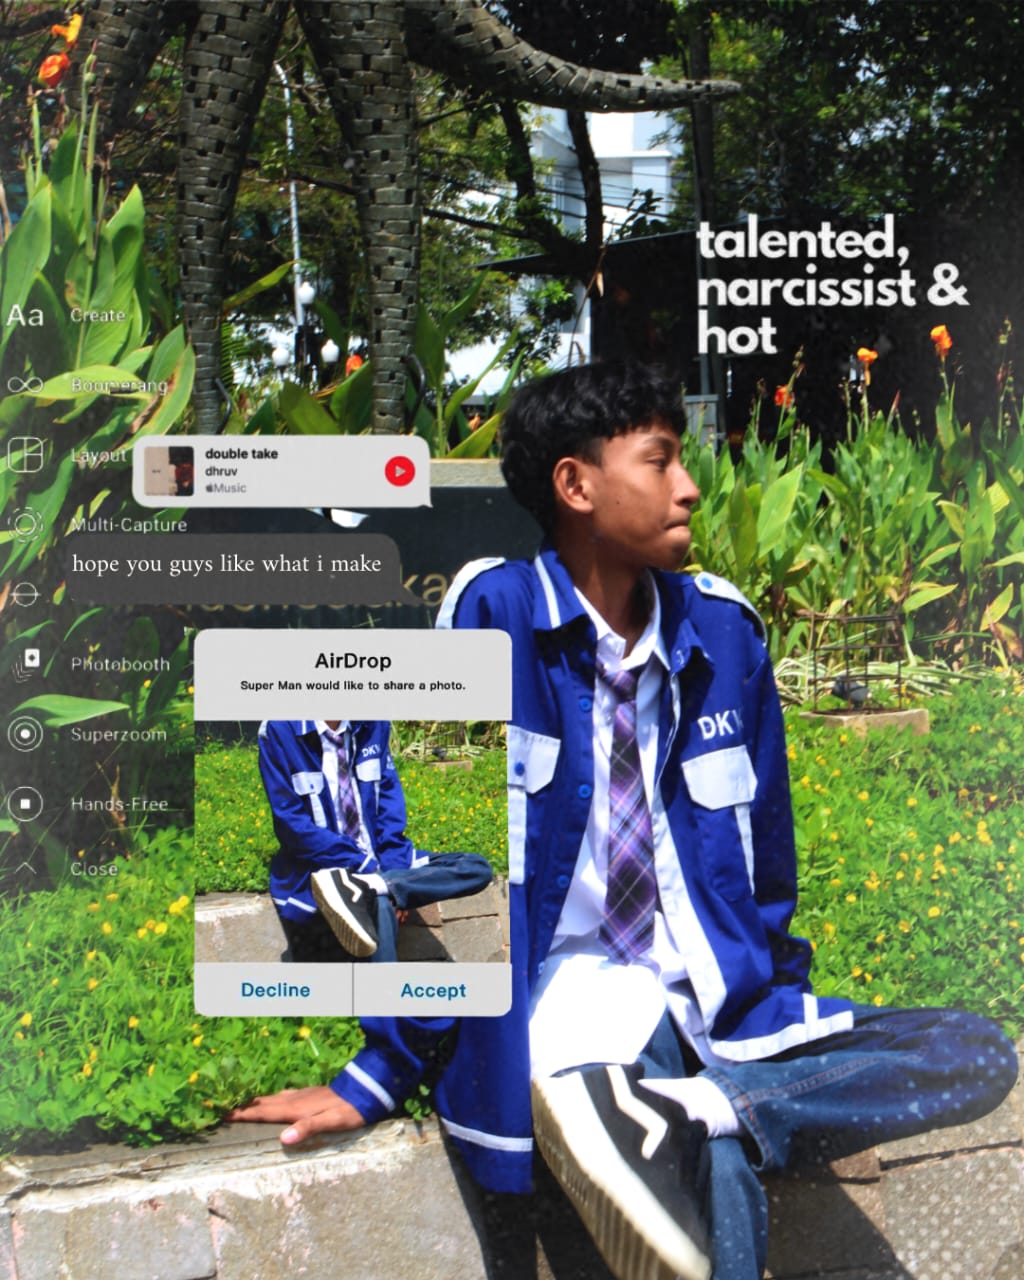 talented,
narcissist &
hot
Aa Create
Boomerang
Layout
double take
dhruv
Music
Multi-Capture
hope you guys like what i make
Photobooth
AirDrop
Super Man would like to share a photo.
Superzoom
DK
DK
Hands-Free
Close
Decline
Accept